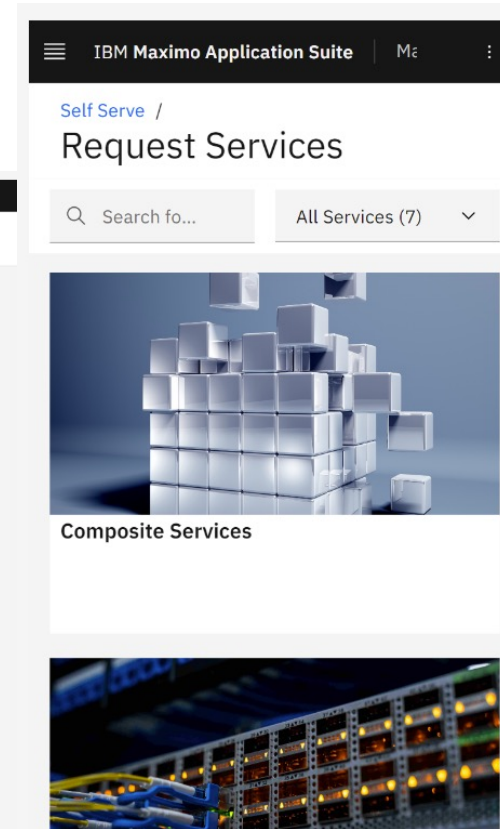 IBM Maximo Application Suite
Self Serve /
Request Services
Search fo...
All Services (7)
Composite Services